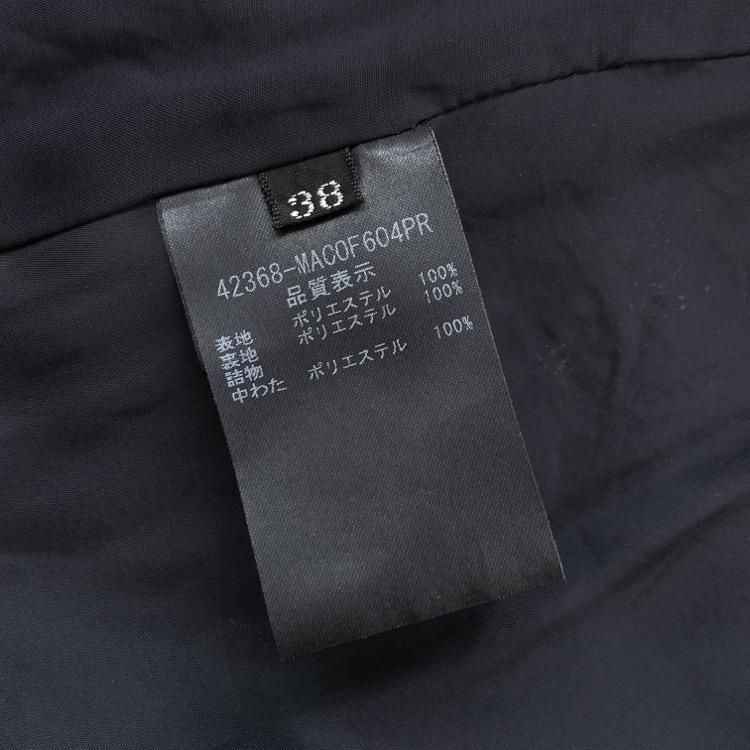 38
42368-MACOF604PR
品質表示
表地 ポリエステル 100%
裏地 ポリエステル 100%
詰物
中わた ポリエステル 100%